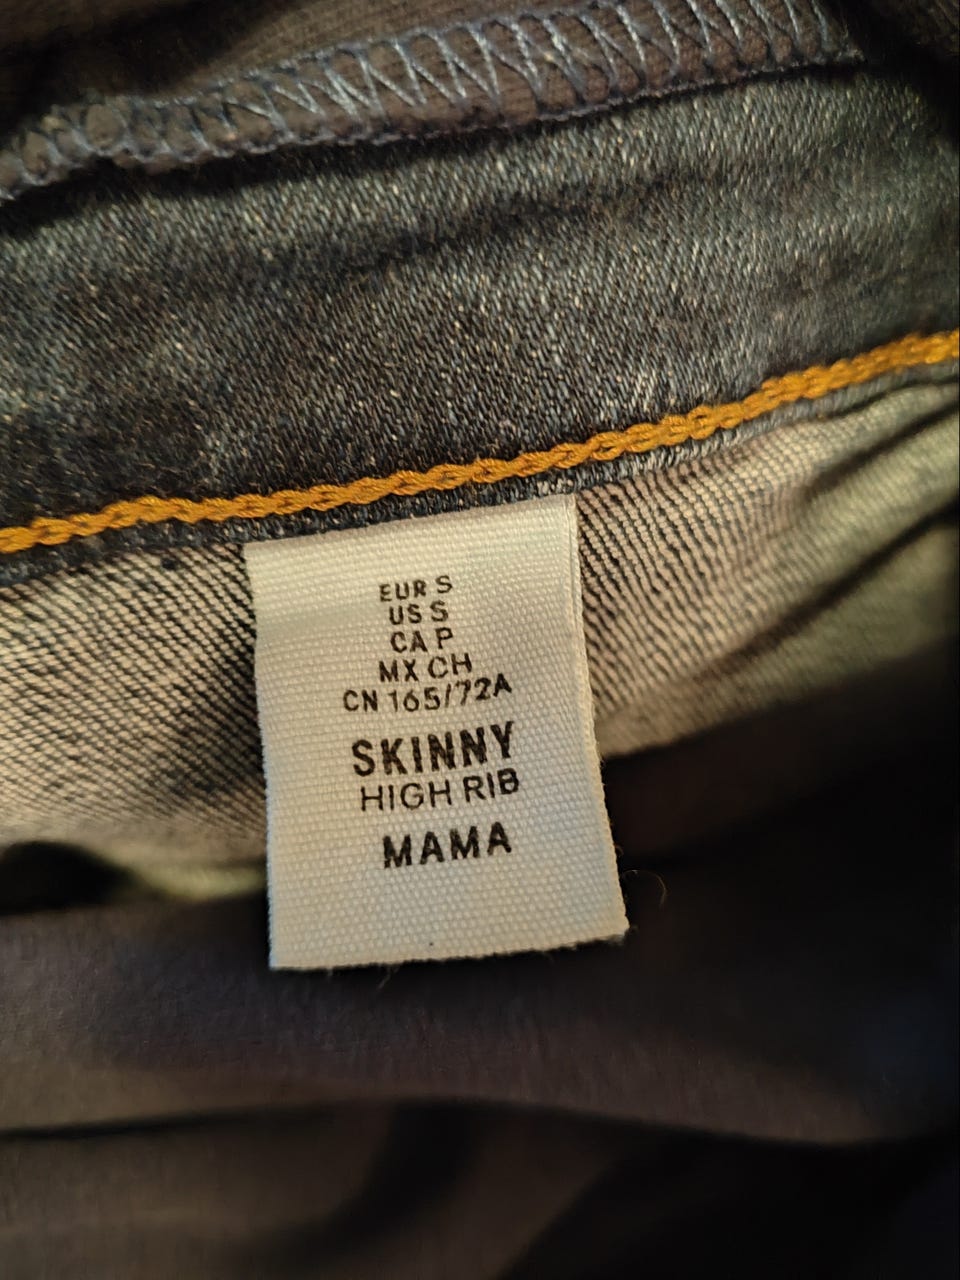 EUR S
US S
CA P
MX CH
CN 165/72A
SKINNY
HIGH RIB
MAMA